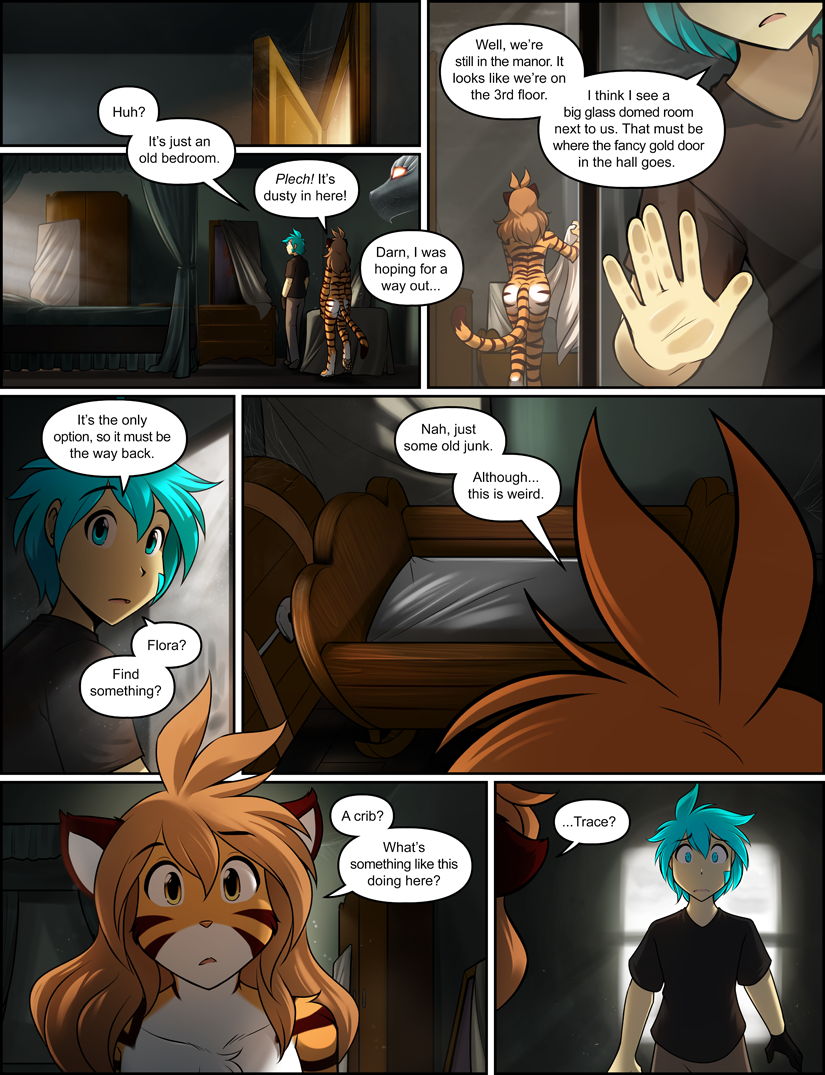 Huh?
It's just an
old bedroom.
Plech! It's
dusty in here!
Darn, I was
hoping for a
way out...
Well, we're
still in the manor. It
looks like we're on
the 3rd floor.
I think I see a
big glass domed room
next to us. That must be
where the fancy gold door
in the hall goes.
It's the only
option, so it must be
the way back.
Flora?
Find
something?
Nah, just
some old junk.
Although...
this is weird.
A crib?
What's
something like this
doing here?
...Trace?